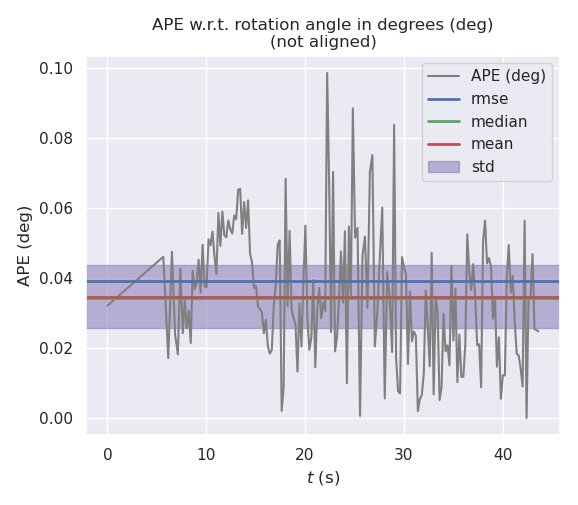 APE w.r.t. rotation angle in degrees (deg)
(not aligned)
APE (deg)
rmse
median
mean
std
0.10
0.08
0.06
0.04
0.02
0.00
APE (deg)
0
10
20
30
40
t (s)